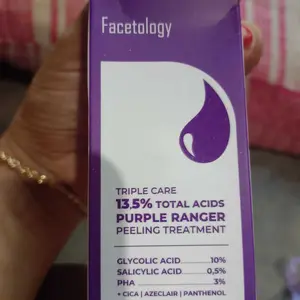 Facetology
TRIPLE CARE
13,5% TOTAL ACIDS
PURPLE RANGER
PEELING TREATMENT
GLYCOLIC ACID 10%
SALICYLIC ACID 0,5%
PHA 3%
+ CICA | AZECLAIR | PANTHENOL